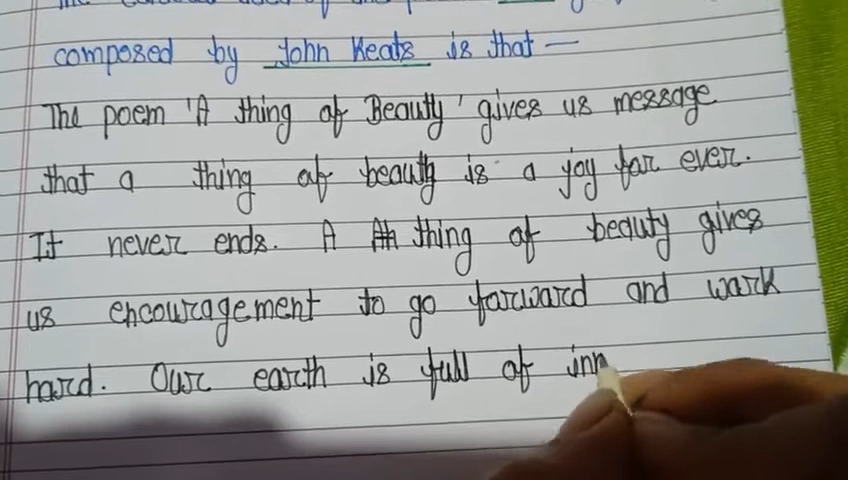 composed by John Keats is that —
The poem 'A thing of Beauty' gives us message
that a thing of beauty is a joy for ever.
It never ends. A thing of beauty gives
us encouragement to go forward and work
hard. Our earth is full of inn